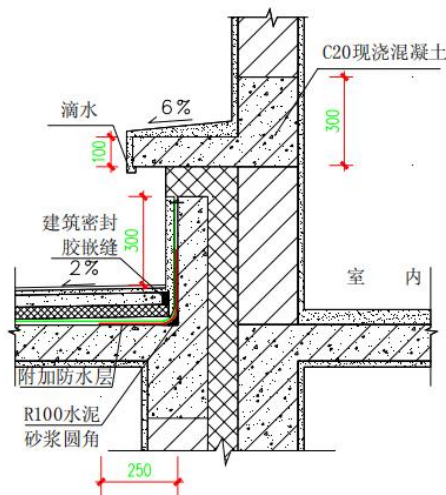 C20现浇混凝土
6%
滴水
100
300
建筑密封
胶嵌缝
300
2%
室 内
附加防水层
R100水泥
砂浆圆角
250